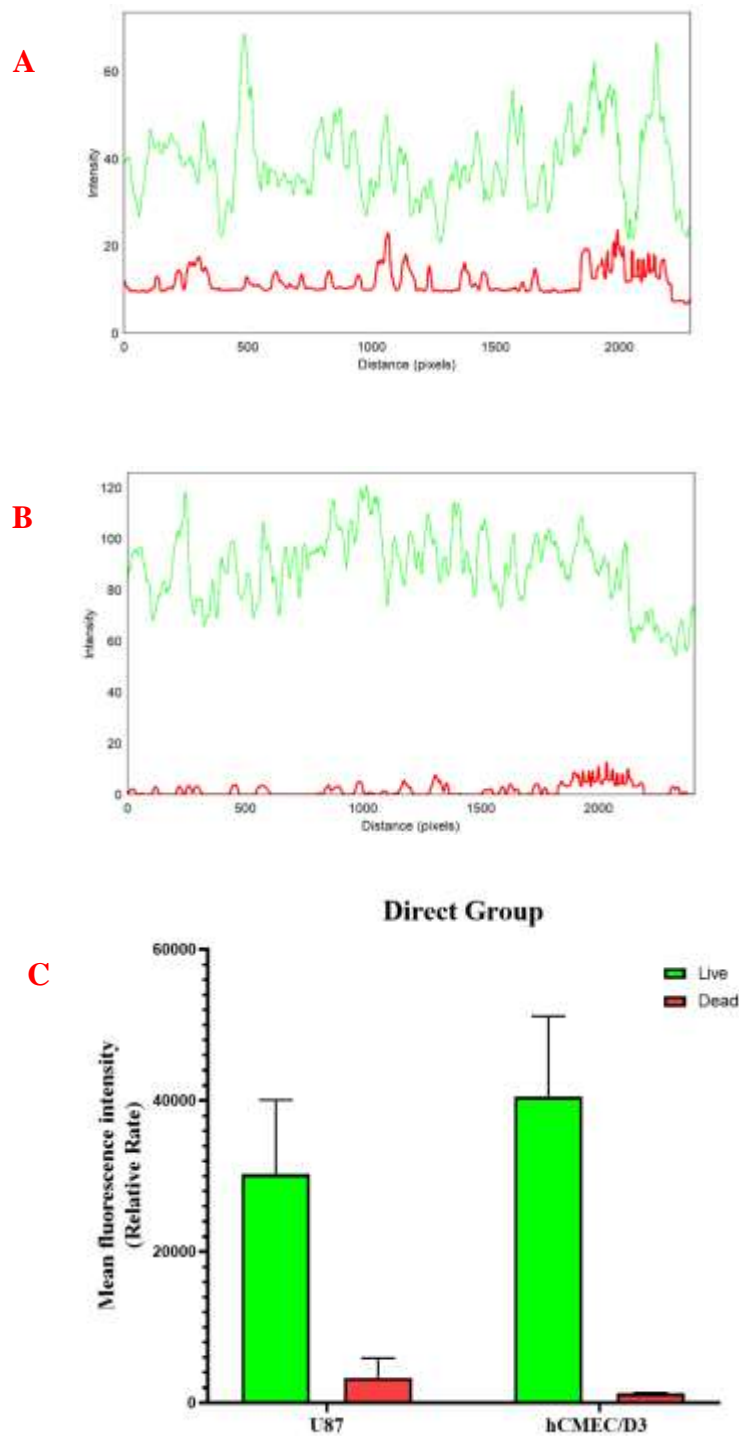 A
60
40
20
0
Intensity
0 500 1000 1500 2000
Distance (pixels)
B
120
100
80
60
40
20
0
Intensity
0 500 1000 1500 2000
Distance (pixels)
Direct Group
C
60000
40000
20000
0
Mean fluorescence intensity
(Relative Rate)
Live
Dead
U87 hCMEC/D3